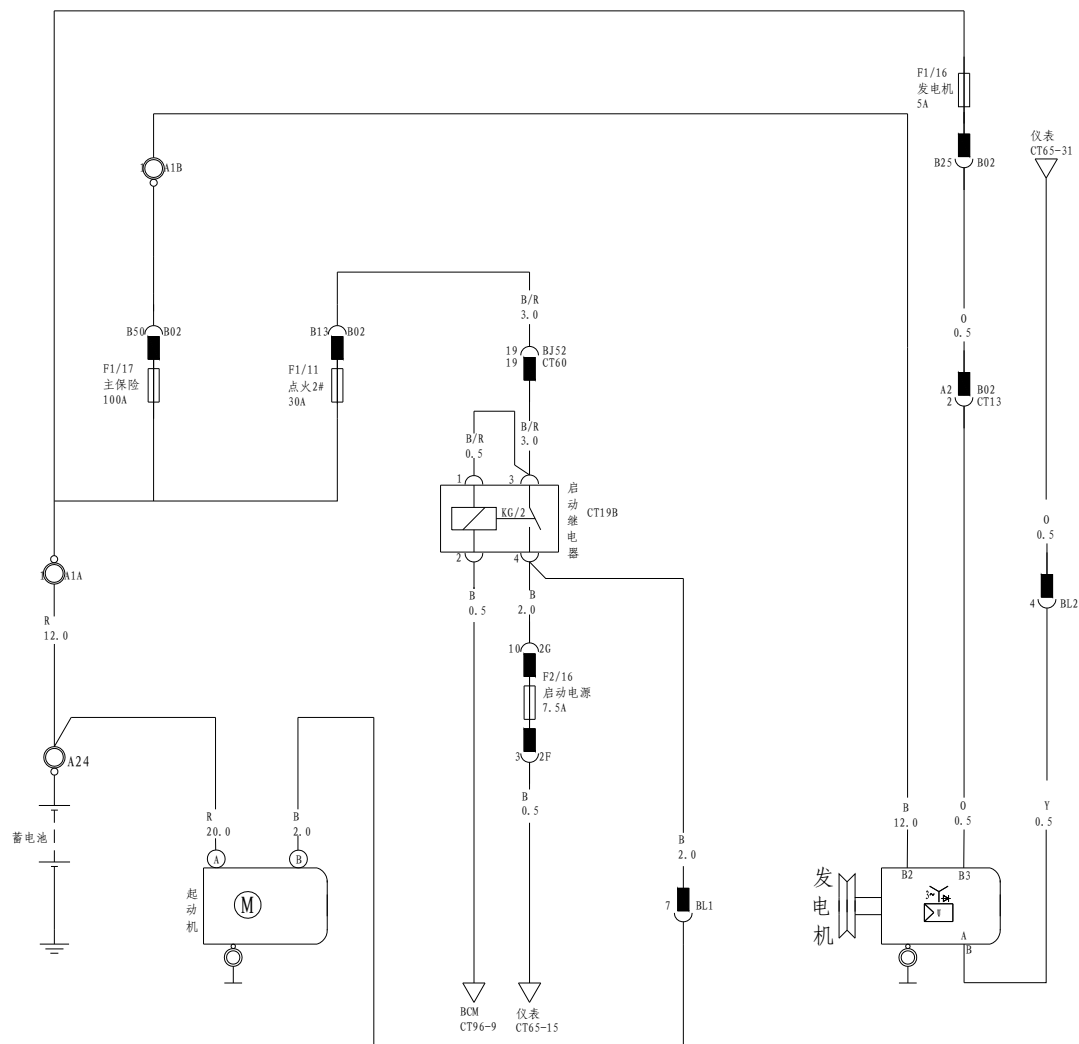 F1/16
发电机
5A
仪表
CT65-31
B25 B02
1 A1B
B/R
3.0
B50 B02
B13 B02
O
0.5
19 BJ52
19 CT60
F1/17
主保险
100A
F1/11
点火2#
30A
A2 B02
2 CT13
B/R
0.5
B/R
3.0
1
3
启动继电器
CT19B
KG/2
O
0.5
2
4
1 A1A
B
0.5
B
2.0
4 BL2
R
12.0
10 2G
F2/16
启动电源
7.5A
3 2F
A24
B
0.5
蓄电池
R
20.0
B
2.0
B
2.0
B
12.0
O
0.5
Y
0.5
A
B
起动机
M
7 BL1
发电机
B2
B3
3~
U
A
B
BCM
CT96-9
仪表
CT65-15